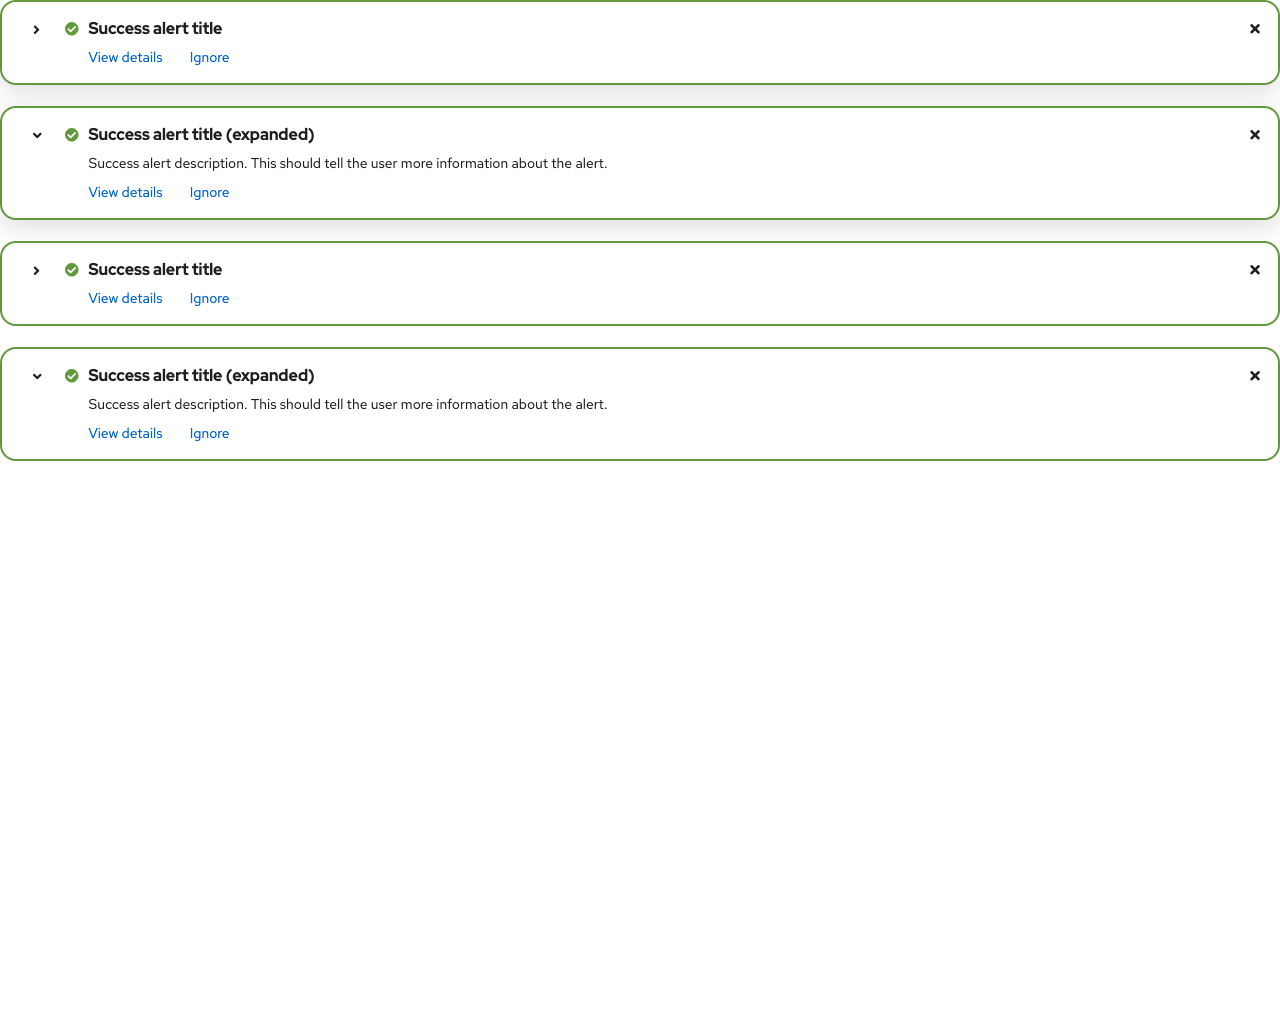 Success alert title
View details Ignore
Success alert title (expanded)
Success alert description. This should tell the user more information about the alert.
View details Ignore
Success alert title
View details Ignore
Success alert title (expanded)
Success alert description. This should tell the user more information about the alert.
View details Ignore